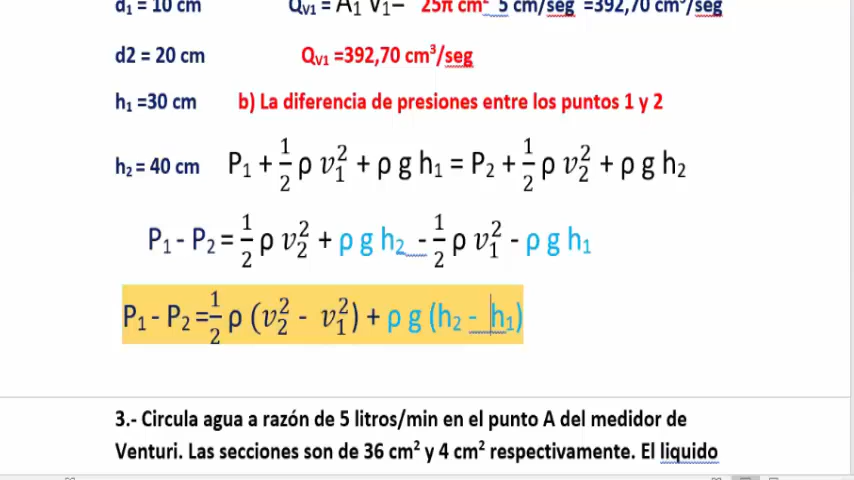 d₁ = 10 cm Qv1 = A₁ V₁= 25π cm² 5 cm/seg =392,70 cm³/seg
d2 = 20 cm Qv1 =392,70 cm³/seg
h₁ =30 cm b) La diferencia de presiones entre los puntos 1 y 2
h₂ = 40 cm P₁ + 1/2 ρ v₁² + ρ g h₁ = P₂ + 1/2 ρ v₂² + ρ g h₂
P₁ - P₂ = 1/2 ρ v₂² + ρ g h₂ - 1/2 ρ v₁² - ρ g h₁
P₁ - P₂ = 1/2 ρ (v₂² - v₁²) + ρ g (h₂ - h₁)
3.- Circula agua a razón de 5 litros/min en el punto A del medidor de
Venturi. Las secciones son de 36 cm² y 4 cm² respectivamente. El liquido